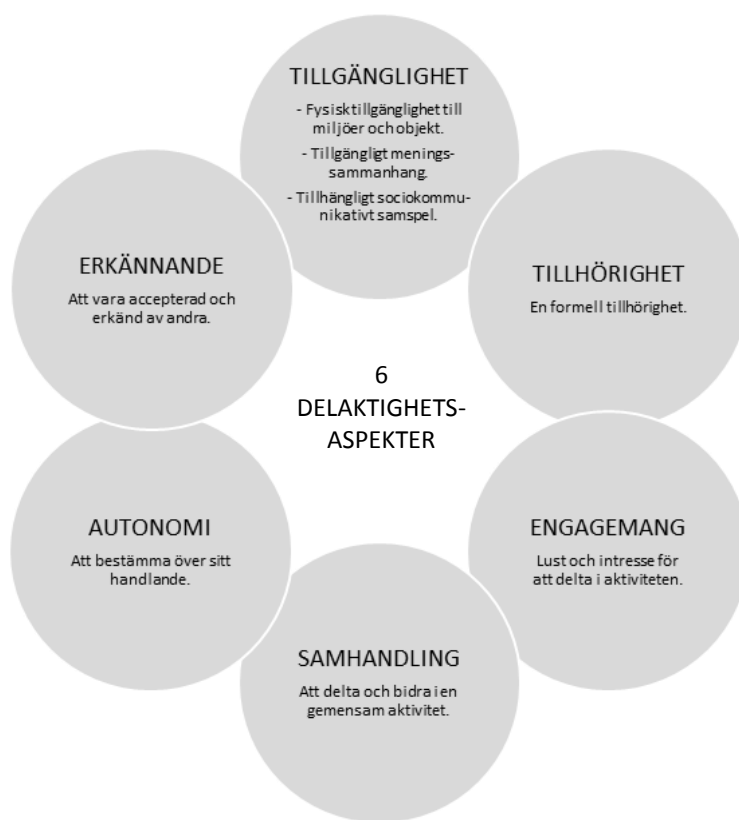 TILLGÄNGLIGHET
- Fysisk tillgänglighet till
miljöer och objekt.
- Tillgängligt menings-
sammanhang.
- Tillhängligt sociokommu-
nikativt samspel.
TILLHÖRIGHET
En formell tillhörighet.
ENGAGEMANG
Lust och intresse för
att delta i aktiviteten.
SAMHANDLING
Att delta och bidra i en
gemensam aktivitet.
AUTONOMI
Att bestämma över sitt
handlande.
ERKÄNNANDE
Att vara accepterad och
erkänd av andra.
6
DELAKTIGHETS-
ASPEKTER